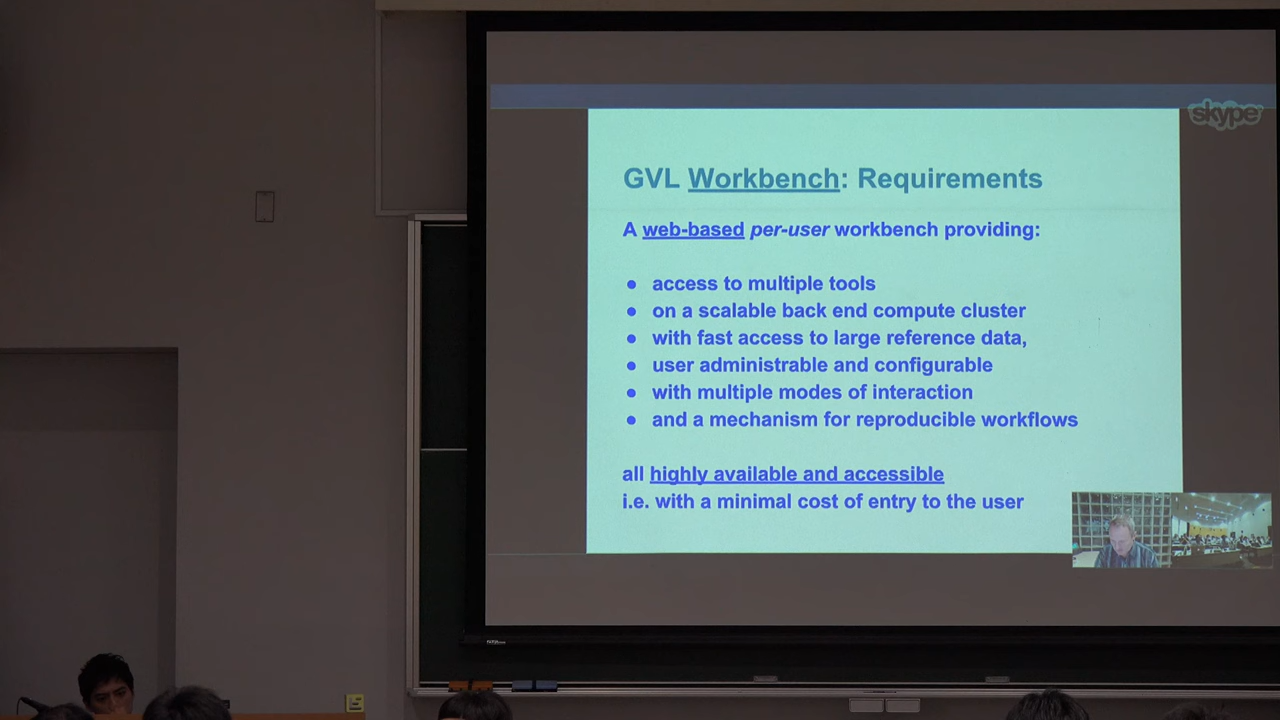 skype
GVL Workbench: Requirements
A web-based per-user workbench providing:
● access to multiple tools
● on a scalable back end compute cluster
● with fast access to large reference data,
● user administrable and configurable
● with multiple modes of interaction
● and a mechanism for reproducible workflows
all highly available and accessible
i.e. with a minimal cost of entry to the user